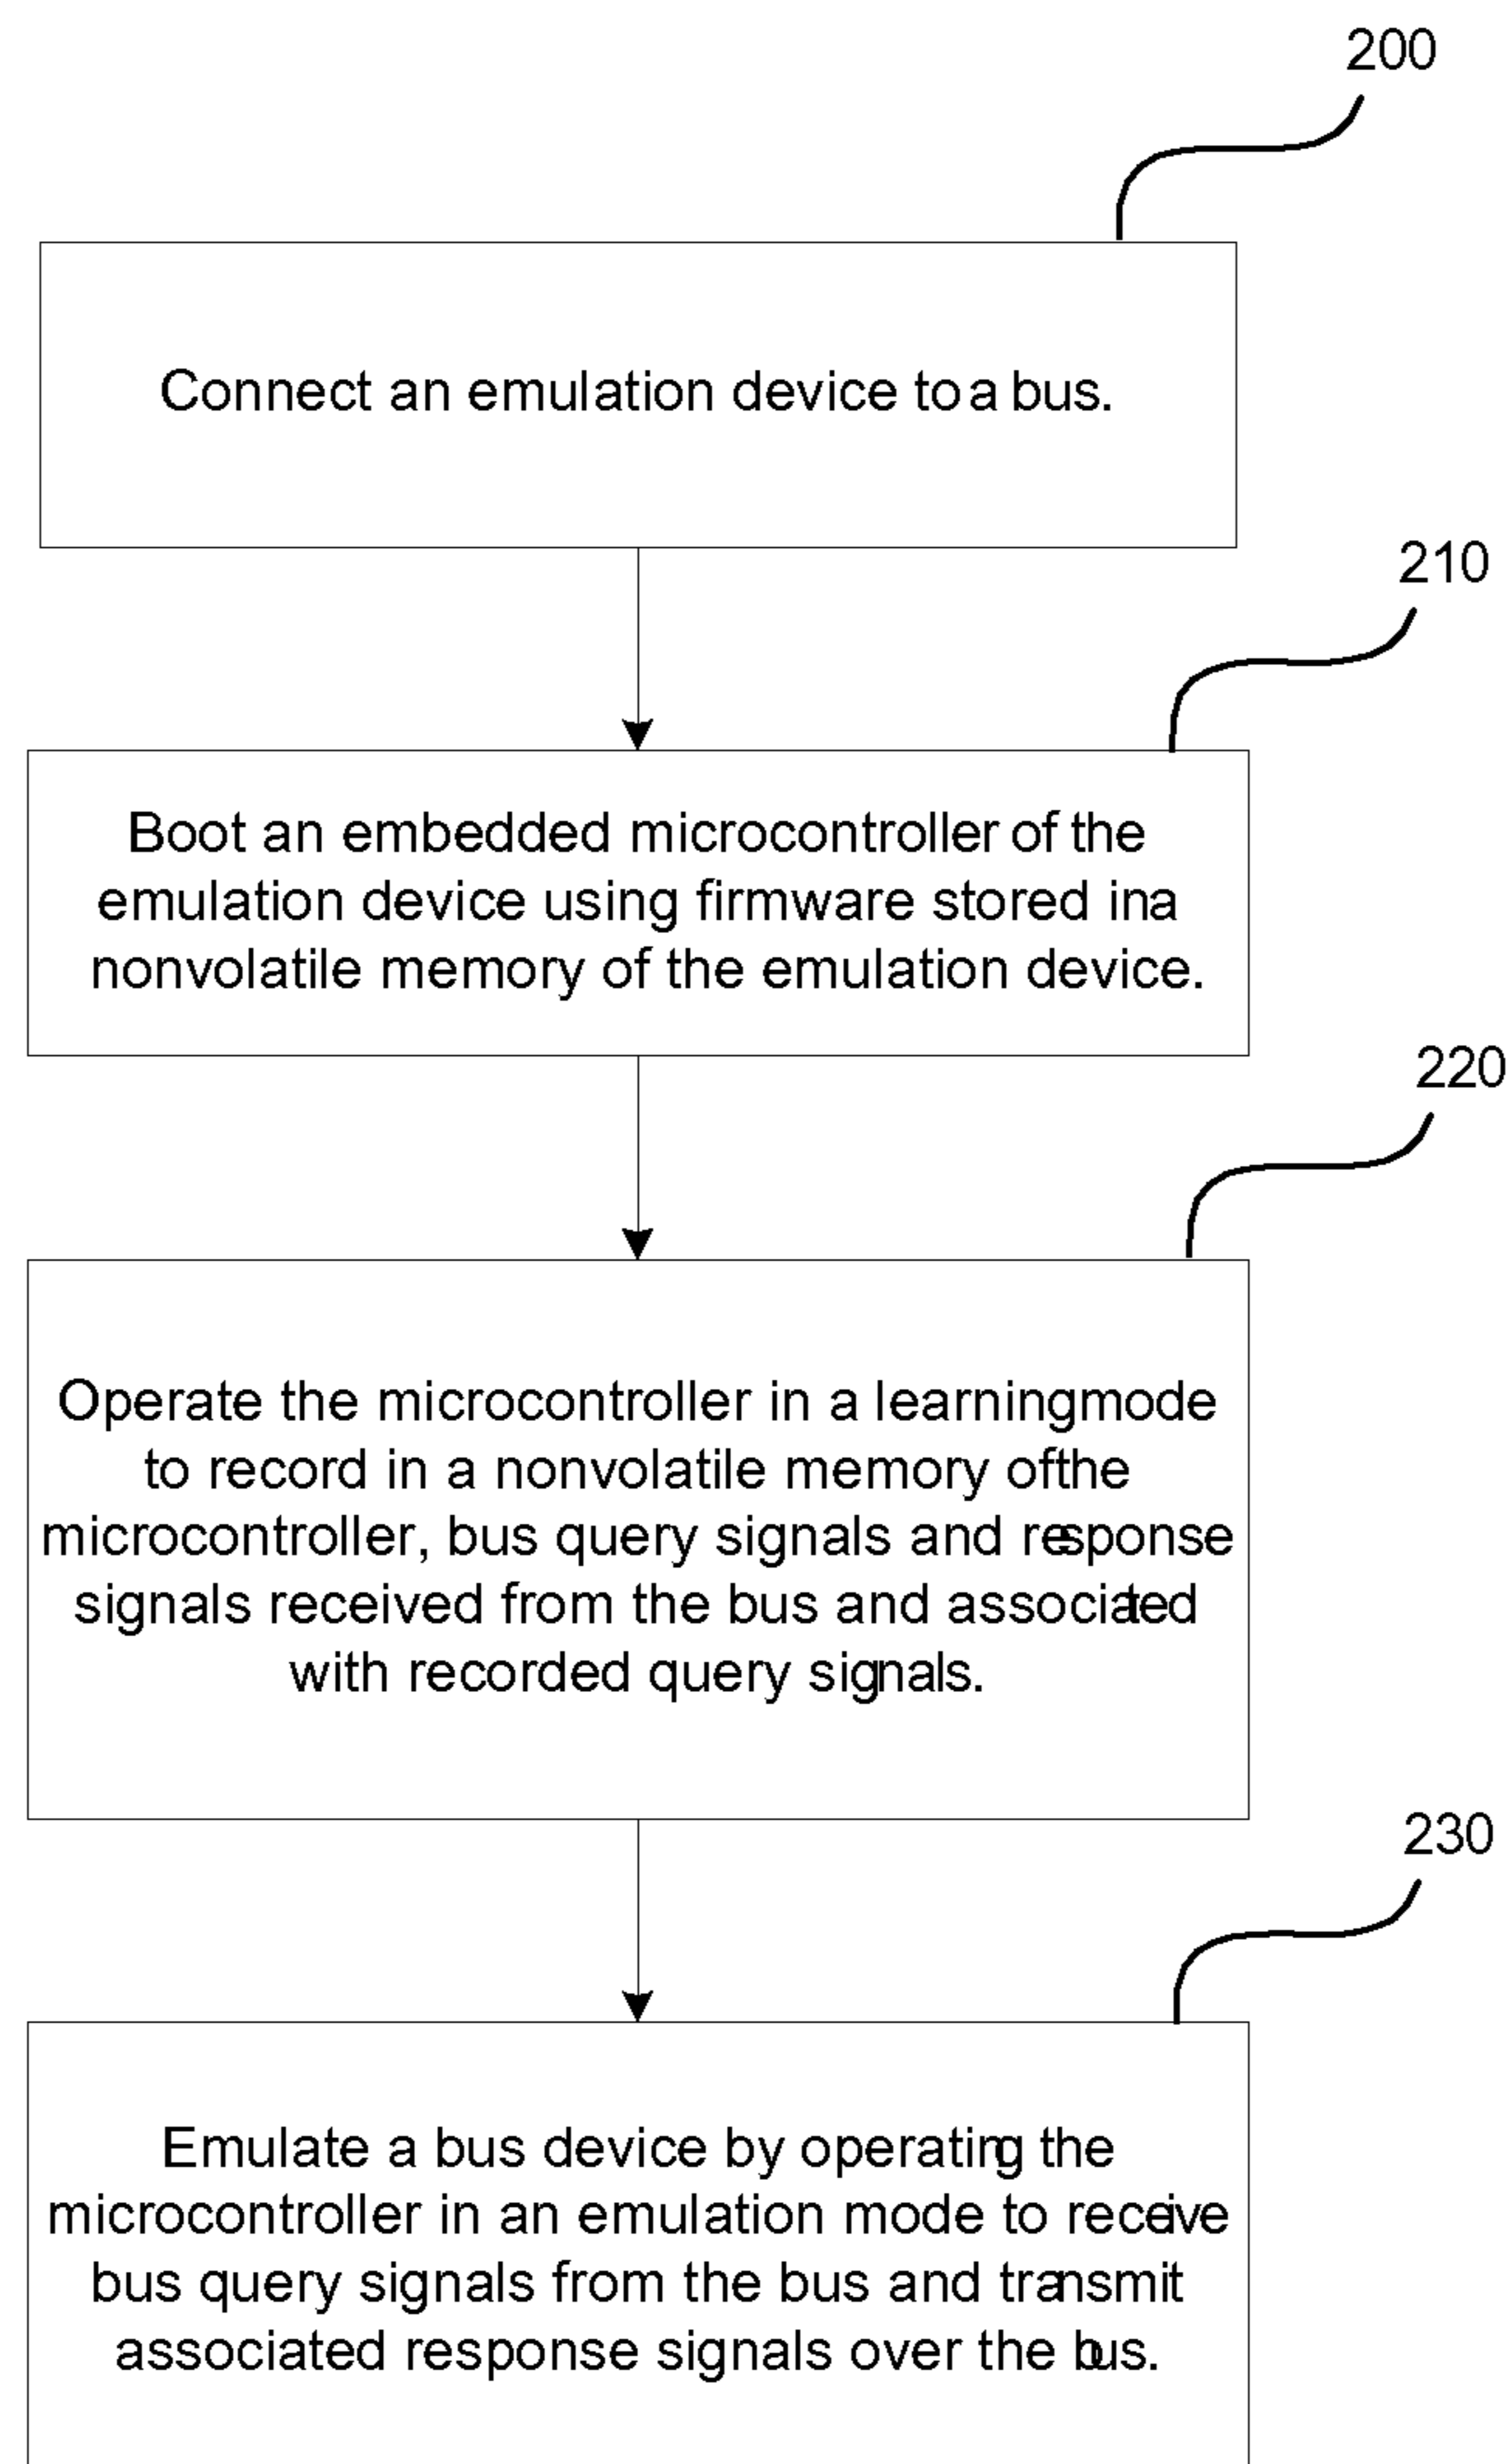 200
Connect an emulation device to a bus.
210
Boot an embedded microcontroller of the
emulation device using firmware stored in a
nonvolatile memory of the emulation device.
220
Operate the microcontroller in a learning mode
to record in a nonvolatile memory of the
microcontroller, bus query signals and response
signals received from the bus and associated
with recorded query signals.
230
Emulate a bus device by operating the
microcontroller in an emulation mode to receive
bus query signals from the bus and transmit
associated response signals over the bus.